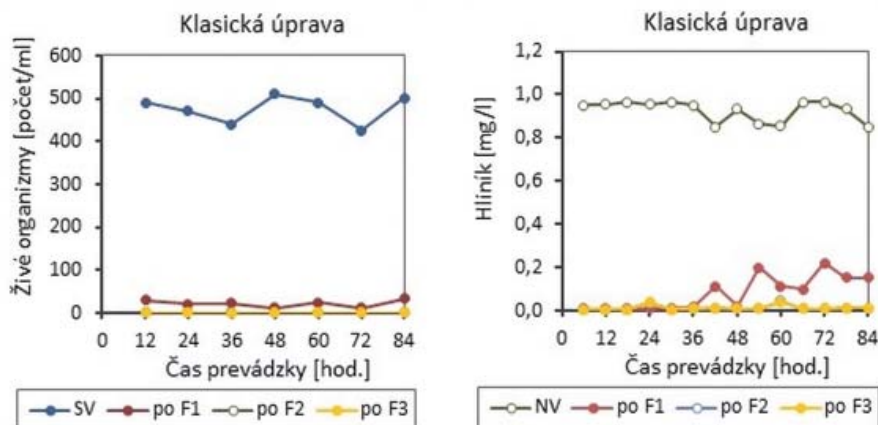 Klasická úprava
Živé organizmy [počet/ml]
600
500
400
300
200
100
0
0 12 24 36 48 60 72 84
Čas prevádzky [hod.]
SV po F1 po F2 po F3
Klasická úprava
Hliník [mg/l]
1,2
1,0
0,8
0,6
0,4
0,2
0,0
0 12 24 36 48 60 72 84
Čas prevádzky [hod.]
NV po F1 po F2 po F3